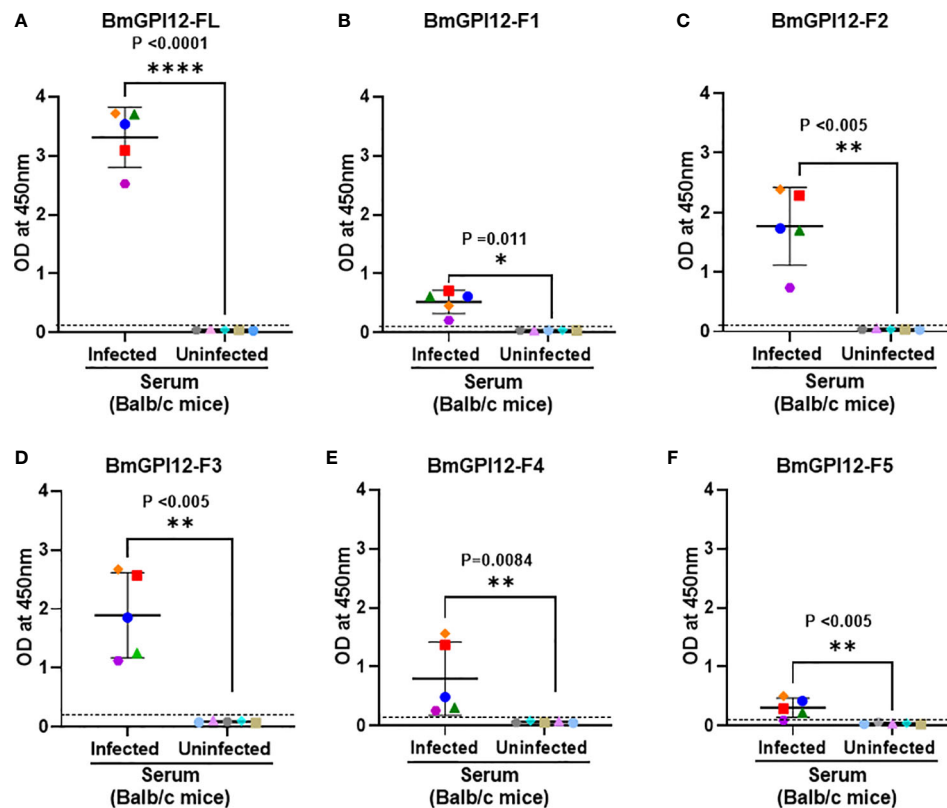 A
BmGPI12-FL
P <0.0001
****
OD at 450nm
4
3
2
1
0
Infected
Uninfected
Serum
(Balb/c mice)
B
BmGPI12-F1
P =0.011
*
OD at 450nm
4
3
2
1
0
Infected
Uninfected
Serum
(Balb/c mice)
C
BmGPI12-F2
P <0.005
**
OD at 450nm
4
3
2
1
0
Infected
Uninfected
Serum
(Balb/c mice)
D
BmGPI12-F3
P <0.005
**
OD at 450nm
4
3
2
1
0
Infected
Uninfected
Serum
(Balb/c mice)
E
BmGPI12-F4
P=0.0084
**
OD at 450nm
4
3
2
1
0
Infected
Uninfected
Serum
(Balb/c mice)
F
BmGPI12-F5
P <0.005
**
OD at 450nm
4
3
2
1
0
Infected
Uninfected
Serum
(Balb/c mice)